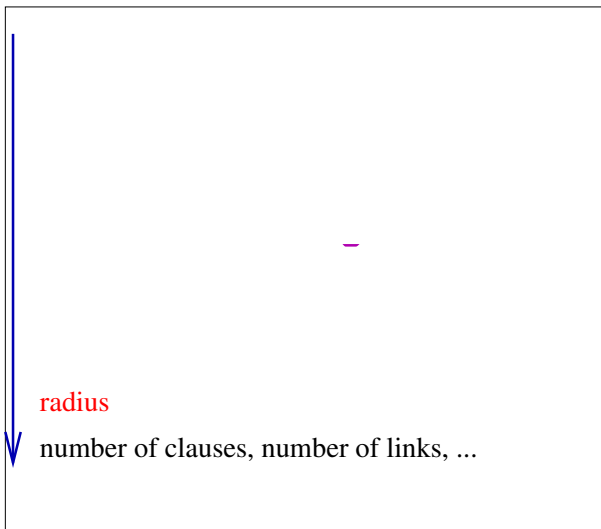 radius
number of clauses, number of links, ...